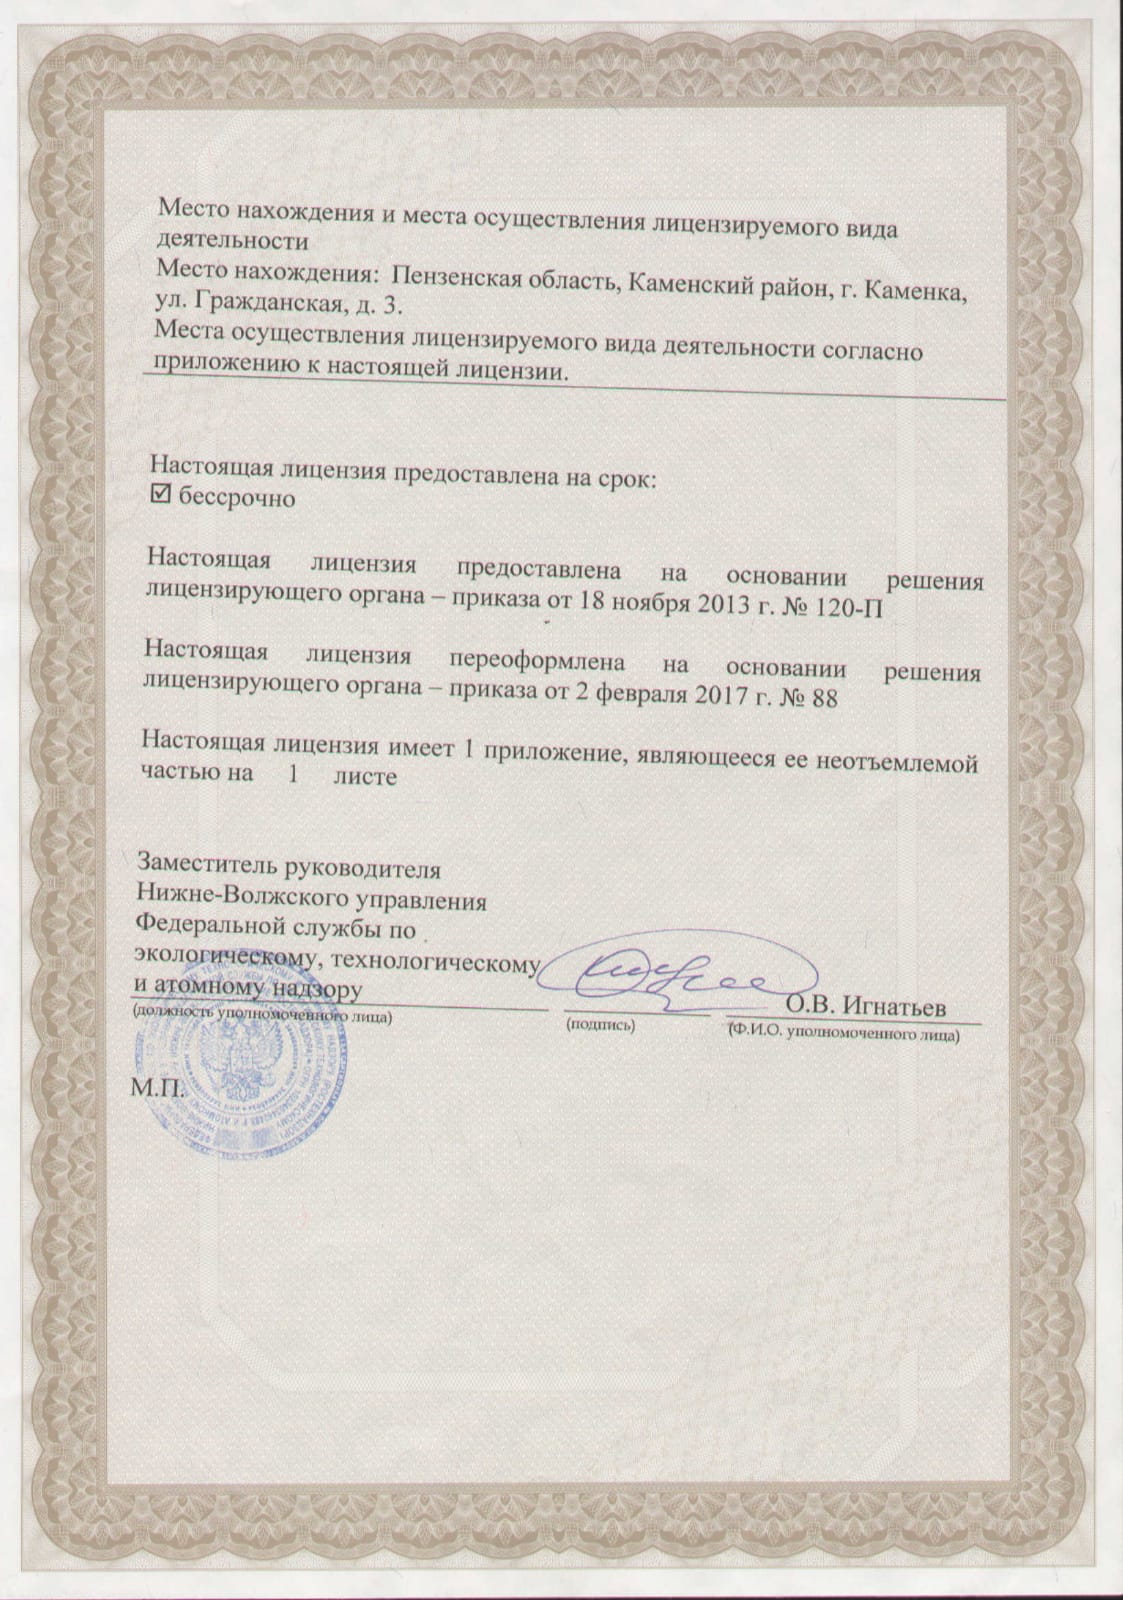 Место нахождения и места осуществления лицензируемого вида
деятельности
Место нахождения: Пензенская область, Каменский район, г. Каменка,
ул. Гражданская, д. 3.
Места осуществления лицензируемого вида деятельности согласно
приложению к настоящей лицензии.
Настоящая лицензия предоставлена на срок:
☑ бессрочно
Настоящая лицензия предоставлена на основании решения
лицензирующего органа – приказа от 18 ноября 2013 г. № 120-П
Настоящая лицензия переоформлена на основании решения
лицензирующего органа – приказа от 2 февраля 2017 г. № 88
Настоящая лицензия имеет 1 приложение, являющееся ее неотъемлемой
частью на 1 листе
Заместитель руководителя
Нижне-Волжского управления
Федеральной службы по
экологическому, технологическому
и атомному надзору
О.В. Игнатьев
(должность уполномоченного лица)
(подпись)
(Ф.И.О. уполномоченного лица)
М.П.